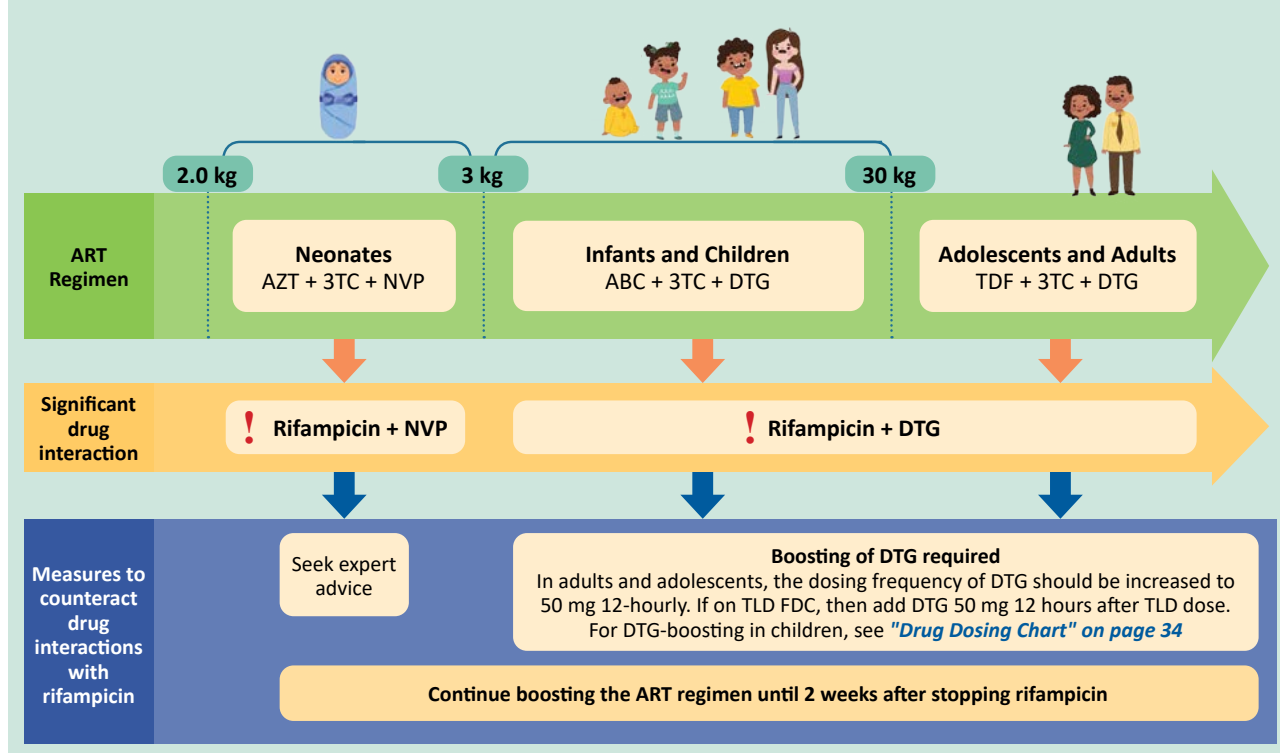 2.0 kg
3 kg
30 kg
ART
Regimen
Neonates
AZT + 3TC + NVP
Infants and Children
ABC + 3TC + DTG
Adolescents and Adults
TDF + 3TC + DTG
Significant
drug
interaction
! Rifampicin + NVP
! Rifampicin + DTG
Measures to
counteract
drug
interactions
with
rifampicin
Seek expert
advice
Boosting of DTG required
In adults and adolescents, the dosing frequency of DTG should be increased to
50 mg 12-hourly. If on TLD FDC, then add DTG 50 mg 12 hours after TLD dose.
For DTG-boosting in children, see "Drug Dosing Chart" on page 34
Continue boosting the ART regimen until 2 weeks after stopping rifampicin